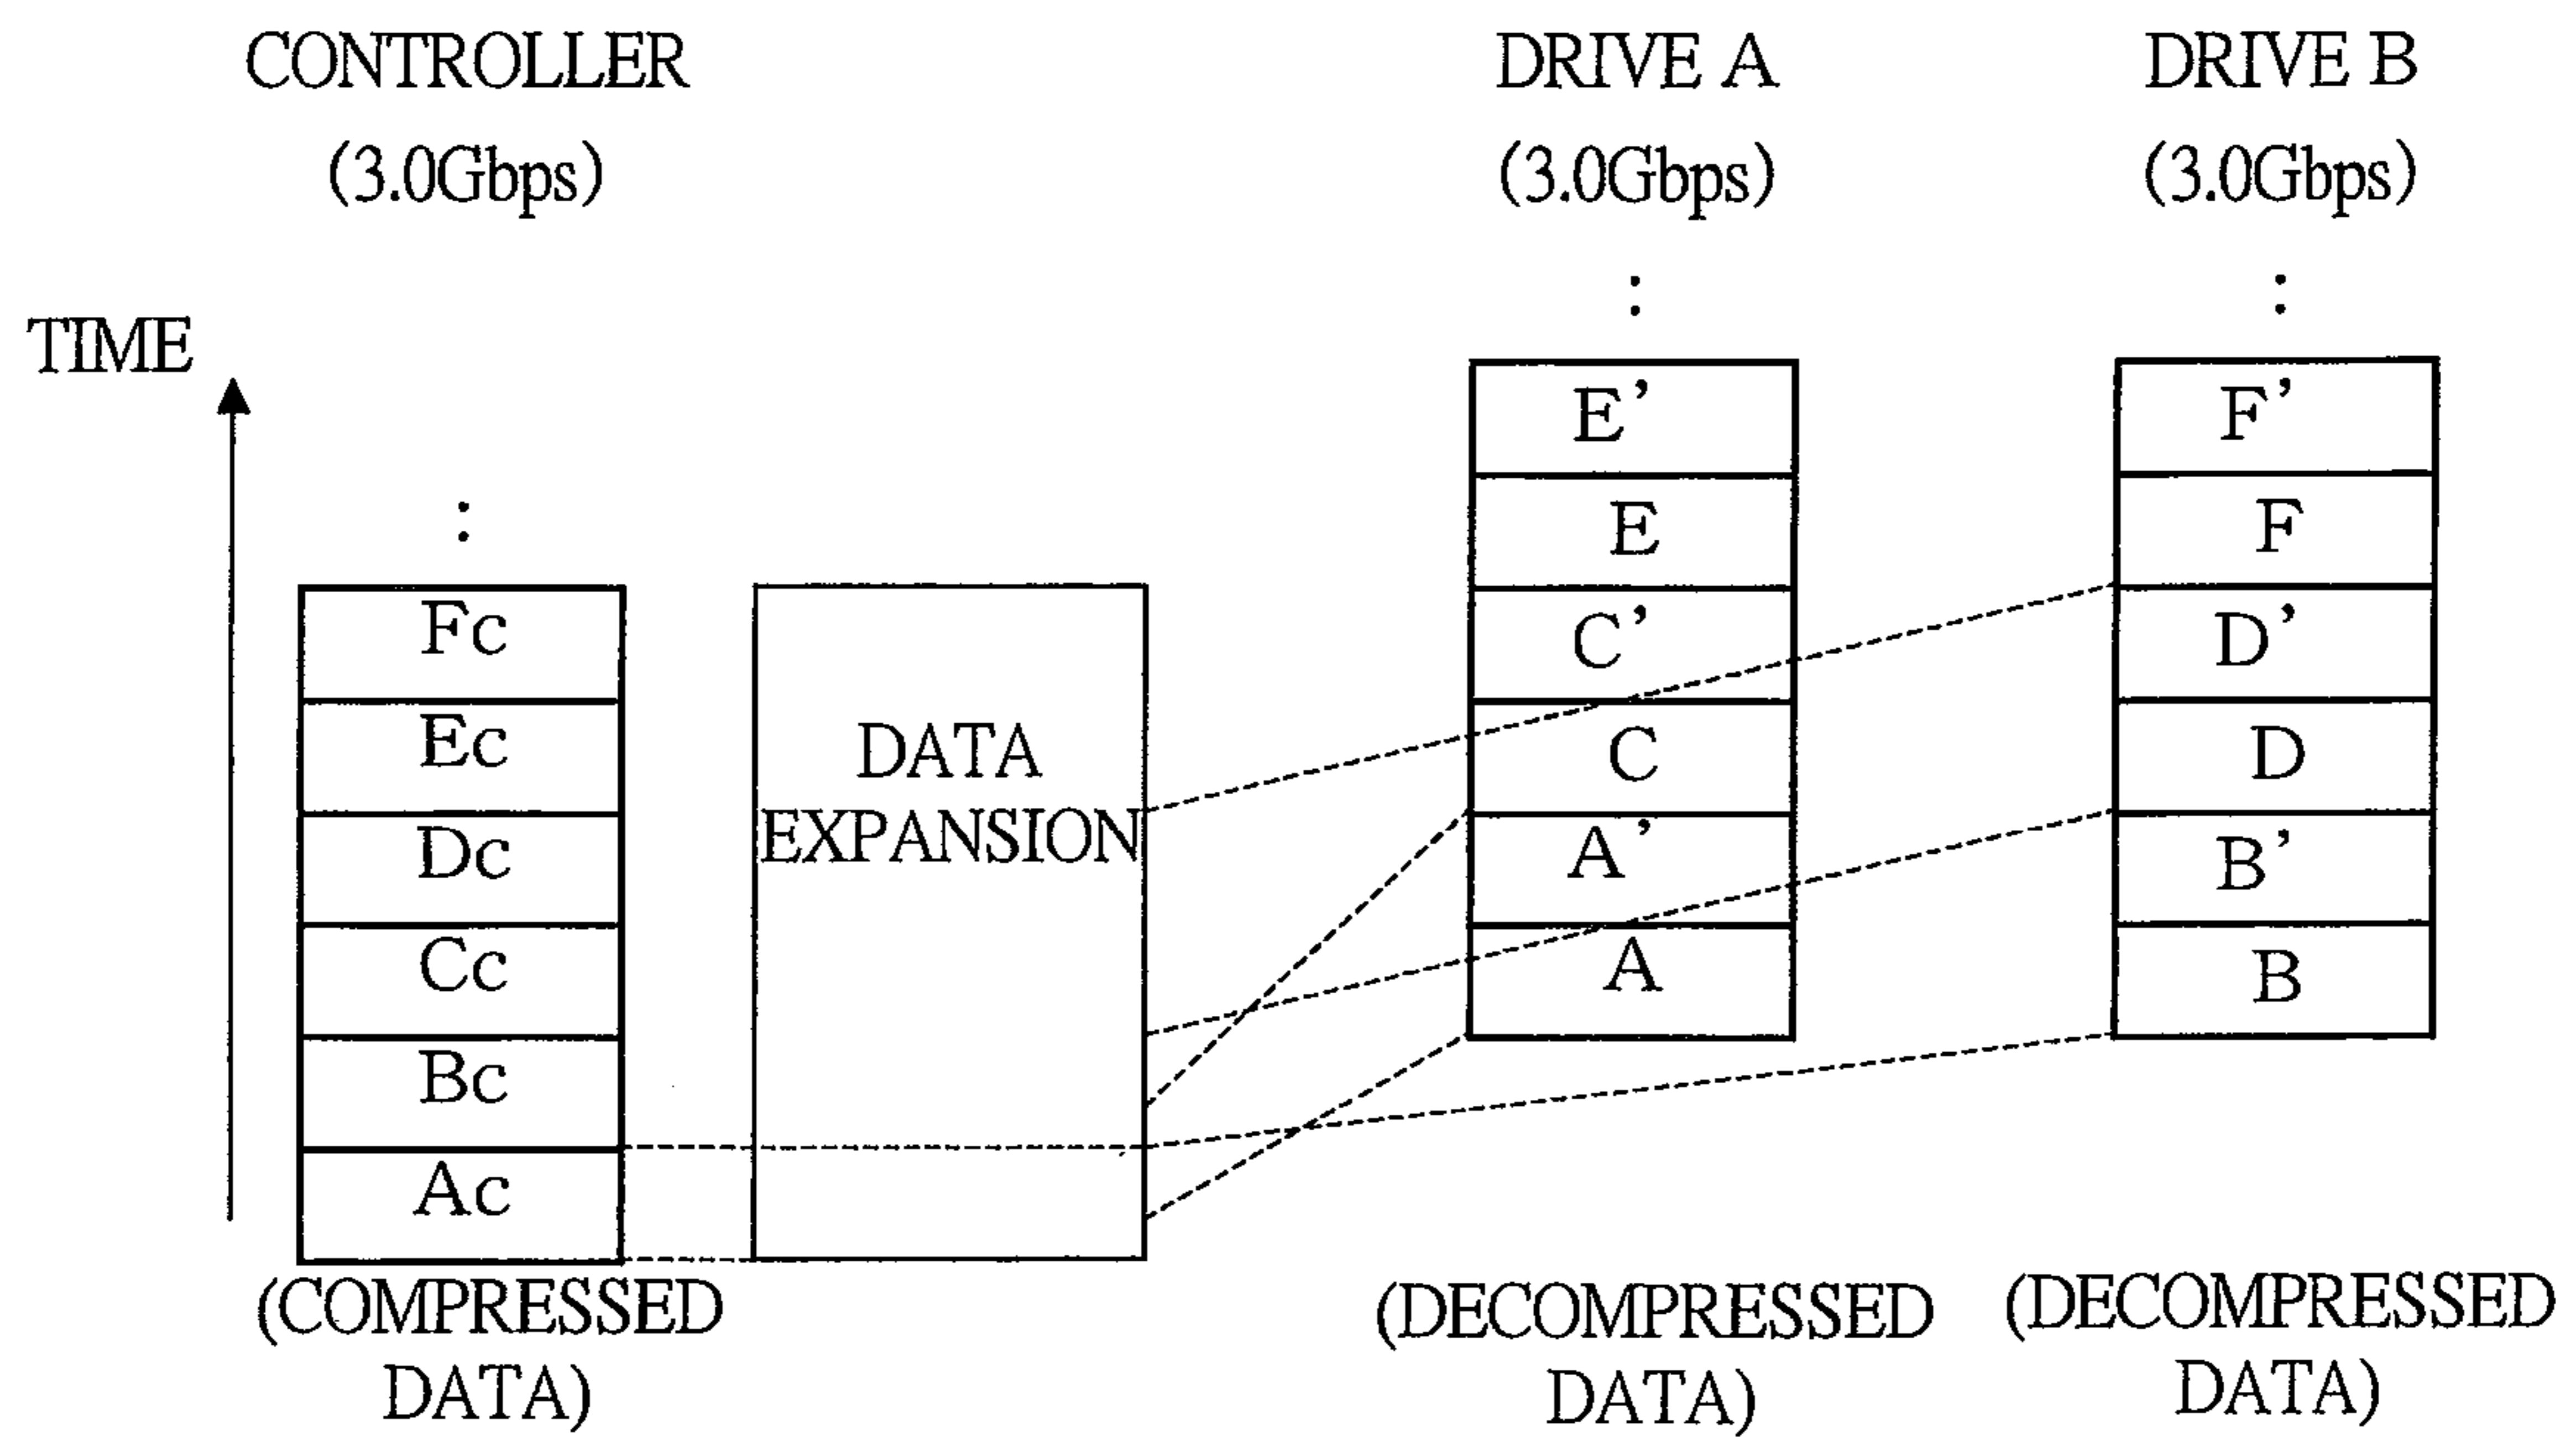 CONTROLLER
(3.0Gbps)
DRIVE A
(3.0Gbps)
DRIVE B
(3.0Gbps)
TIME
:
Fc
Ec
Dc
Cc
Bc
Ac
(COMPRESSED
DATA)
DATA
EXPANSION
:
E’
E
C’
C
A’
A
(DECOMPRESSED
DATA)
:
F’
F
D’
D
B’
B
(DECOMPRESSED
DATA)